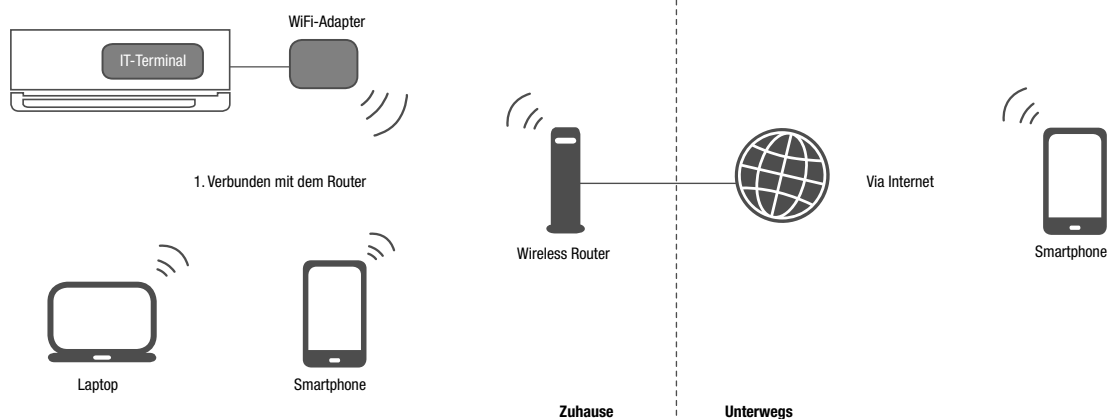 WiFi-Adapter
IT-Terminal
1. Verbunden mit dem Router
Via Internet
Wireless Router
Smartphone
Laptop
Smartphone
Zuhause
Unterwegs